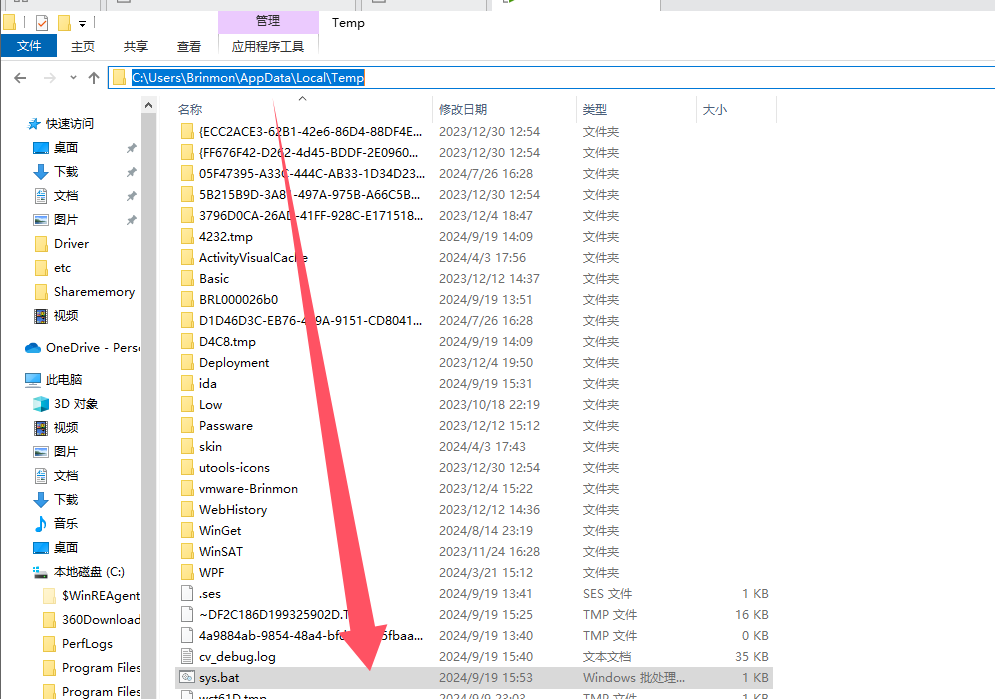 管理
Temp
文件
主页
共享
查看
应用程序工具
C:\Users\Brinmon\AppData\Local\Temp
快速访问
桌面
下载
文档
图片
Driver
etc
Sharememory
视频
OneDrive - Pers
此电脑
3D 对象
视频
图片
文档
下载
音乐
桌面
本地磁盘 (C:)
$WinREAgent
360Download
PerfLogs
Program Files
Program Files
名称 修改日期 类型 大小
{ECC2ACE3-62B1-42e6-86D4-88DF4E... 2023/12/30 12:54 文件夹
{FF676F42-D262-4d45-BDDF-2E0960... 2023/12/30 12:54 文件夹
05F47395-A33C-444C-AB33-1D34D23... 2024/7/26 16:28 文件夹
5B215B9D-3A8 -497A-975B-A66C5B... 2023/12/30 12:54 文件夹
3796D0CA-26AD-41FF-928C-E171518... 2023/12/4 18:47 文件夹
4232.tmp 2024/9/19 14:09 文件夹
ActivityVisualCache 2024/4/3 17:56 文件夹
Basic 2023/12/12 14:37 文件夹
BRL000026b0 2024/9/19 13:51 文件夹
D1D46D3C-EB76-4 9A-9151-CD8041... 2024/7/26 16:28 文件夹
D4C8.tmp 2024/9/19 14:09 文件夹
Deployment 2023/12/4 19:50 文件夹
ida 2024/9/19 15:31 文件夹
Low 2023/10/18 22:19 文件夹
Passware 2023/12/12 15:12 文件夹
skin 2024/4/3 17:43 文件夹
utools-icons 2023/12/30 12:54 文件夹
vmware-Brinmon 2023/12/4 15:22 文件夹
WebHistory 2023/12/12 14:36 文件夹
WinGet 2024/8/14 23:19 文件夹
WinSAT 2023/11/24 16:28 文件夹
WPF 2024/3/21 15:12 文件夹
.ses 2024/9/19 13:41 SES 文件 1 KB
~DF2C186D199325902D.T 2024/9/19 15:25 TMP 文件 16 KB
4a9884ab-9854-48a4-bf 5fbaa... 2024/9/19 13:40 TMP 文件 0 KB
cv_debug.log 2024/9/19 15:40 文本文档 35 KB
sys.bat 2024/9/19 15:53 Windows 批处理... 1 KB
wct61D.tmp 2024/9/9 23:03 TMP 文件